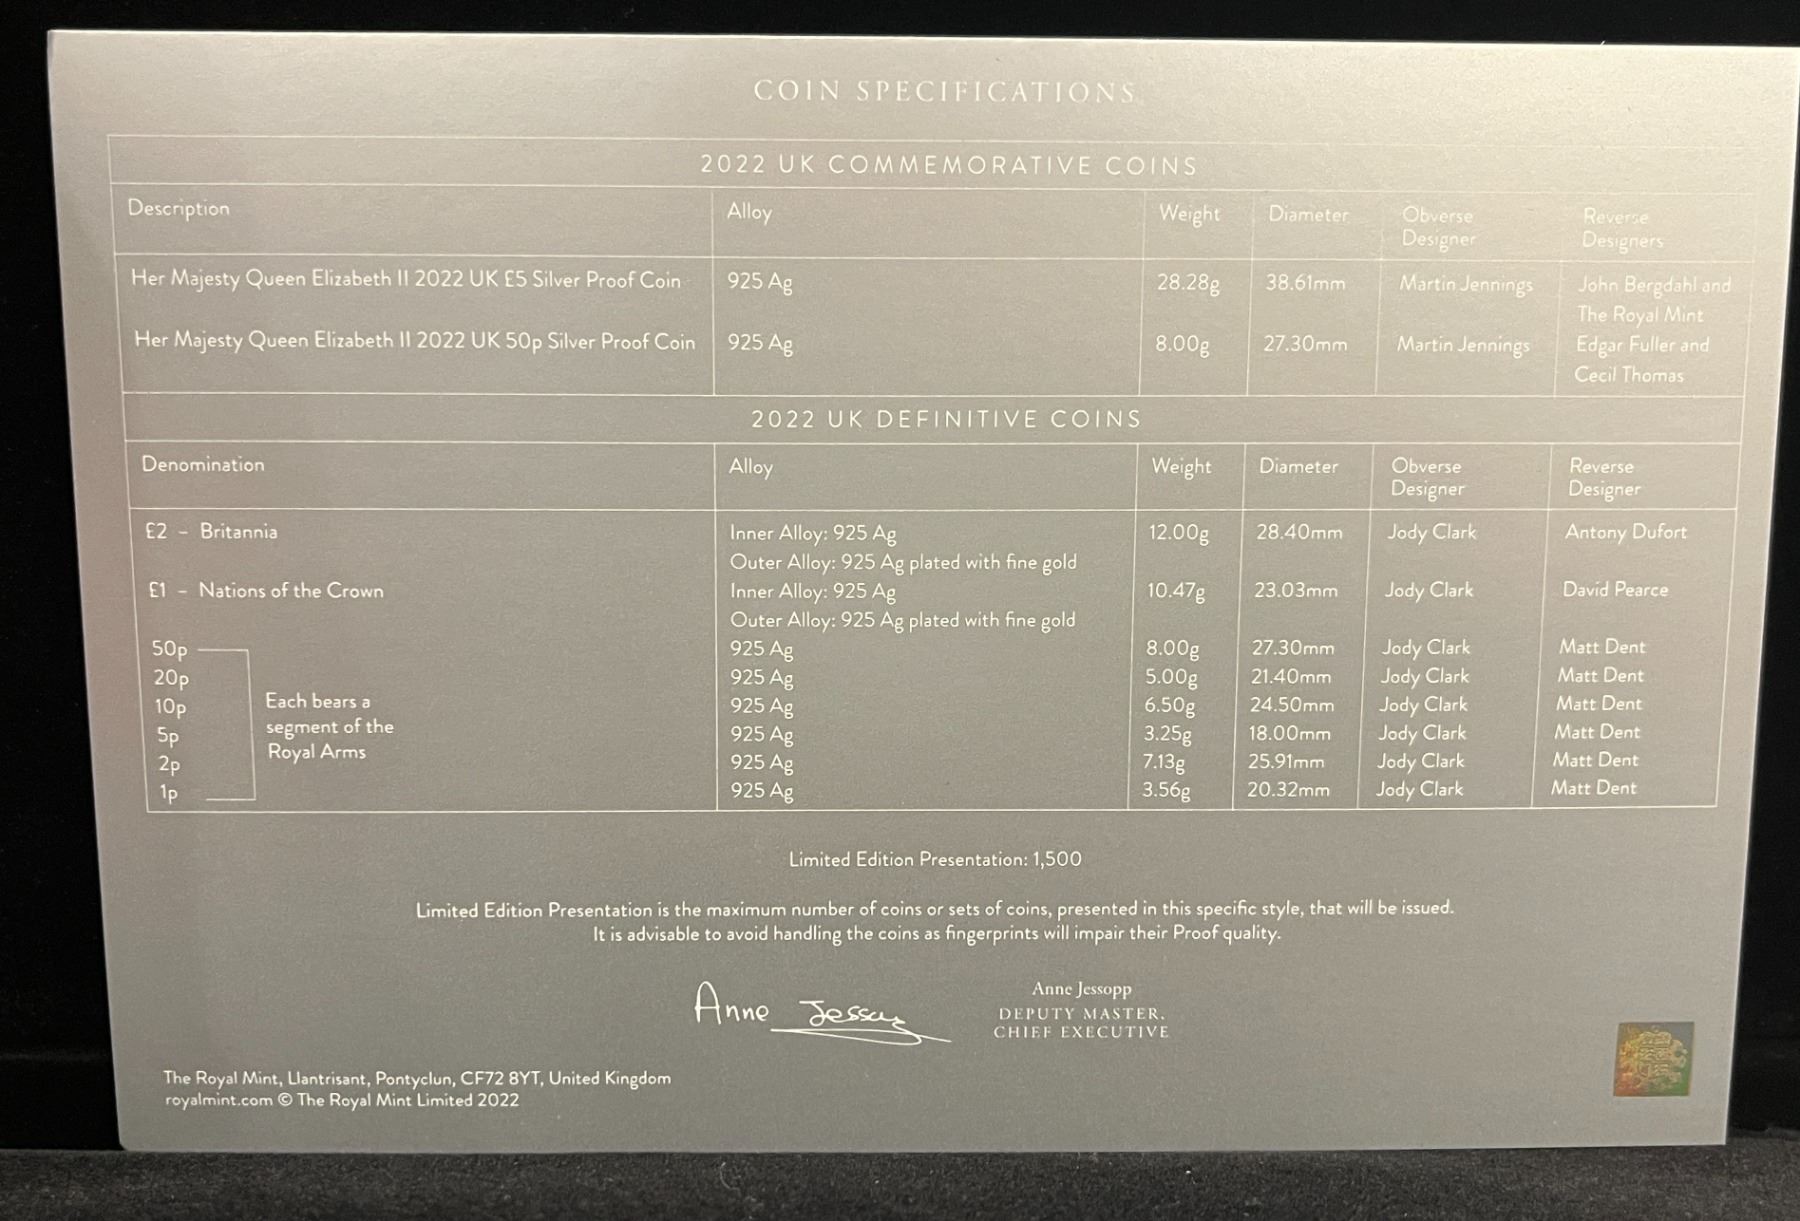 COIN SPECIFICATIONS
2022 UK COMMEMORATIVE COINS
Description Alloy Weight Diameter Obverse Designer Reverse Designers
Her Majesty Queen Elizabeth II 2022 UK £5 Silver Proof Coin 925 Ag 28.28g 38.61mm Martin Jennings John Bergdahl and
The Royal Mint
Her Majesty Queen Elizabeth II 2022 UK 50p Silver Proof Coin 925 Ag 8.00g 27.30mm Martin Jennings Edgar Fuller and
Cecil Thomas
2022 UK DEFINITIVE COINS
Denomination Alloy Weight Diameter Obverse Designer Reverse Designer
£2 – Britannia Inner Alloy: 925 Ag 12.00g 28.40mm Jody Clark Antony Dufort
Outer Alloy: 925 Ag plated with fine gold
£1 – Nations of the Crown Inner Alloy: 925 Ag 10.47g 23.03mm Jody Clark David Pearce
Outer Alloy: 925 Ag plated with fine gold
50p 925 Ag 8.00g 27.30mm Jody Clark Matt Dent
20p 925 Ag 5.00g 21.40mm Jody Clark Matt Dent
10p 925 Ag 6.50g 24.50mm Jody Clark Matt Dent
5p 925 Ag 3.25g 18.00mm Jody Clark Matt Dent
2p 925 Ag 7.13g 25.91mm Jody Clark Matt Dent
1p 925 Ag 3.56g 20.32mm Jody Clark Matt Dent
Each bears a
segment of the
Royal Arms
Limited Edition Presentation: 1,500
Limited Edition Presentation is the maximum number of coins or sets of coins, presented in this specific style, that will be issued.
It is advisable to avoid handling the coins as fingerprints will impair their Proof quality.
Anne Jessopp
Anne Jessopp
DEPUTY MASTER,
CHIEF EXECUTIVE
The Royal Mint, Llantrisant, Pontyclun, CF72 8YT, United Kingdom
royalmint.com © The Royal Mint Limited 2022